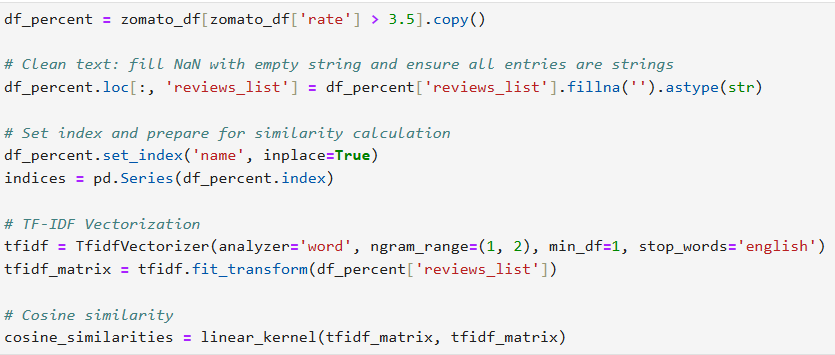 df_percent = zomato_df[zomato_df['rate'] > 3.5].copy()
# Clean text: fill NaN with empty string and ensure all entries are strings
df_percent.loc[:, 'reviews_list'] = df_percent['reviews_list'].fillna('').astype(str)
# Set index and prepare for similarity calculation
df_percent.set_index('name', inplace=True)
indices = pd.Series(df_percent.index)
# TF-IDF Vectorization
tfidf = TfidfVectorizer(analyzer='word', ngram_range=(1, 2), min_df=1, stop_words='english')
tfidf_matrix = tfidf.fit_transform(df_percent['reviews_list'])
# Cosine similarity
cosine_similarities = linear_kernel(tfidf_matrix, tfidf_matrix)